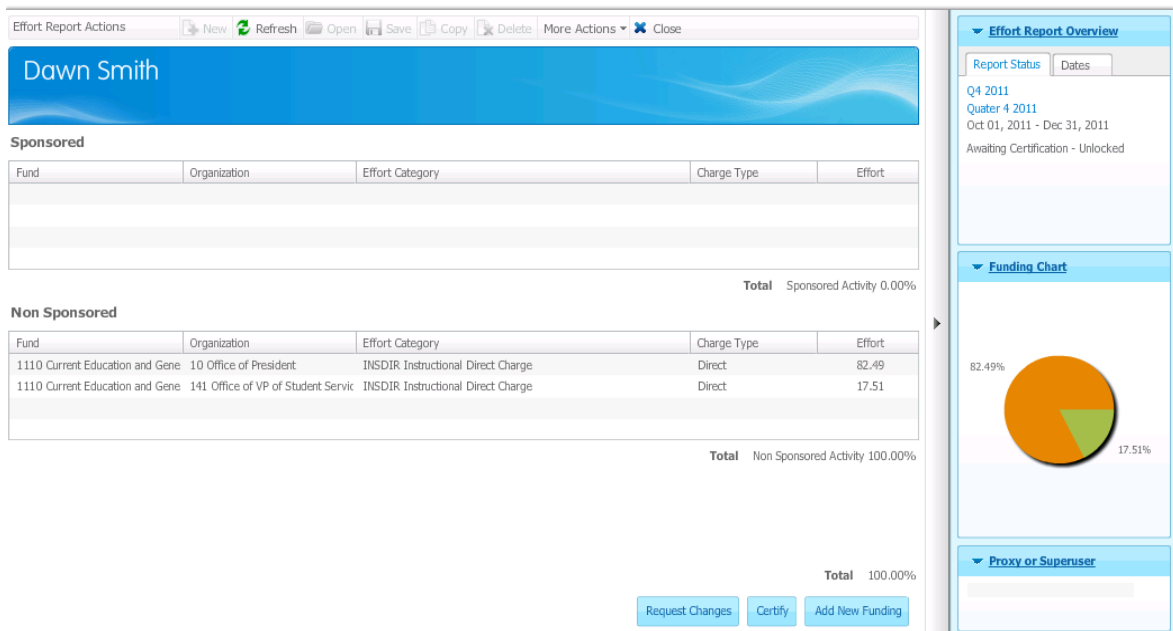 Effort Report Actions New Refresh Open Save Copy Delete More Actions Close
Dawn Smith
Sponsored
Fund Organization Effort Category Charge Type Effort
Total Sponsored Activity 0.00%
Non Sponsored
Fund Organization Effort Category Charge Type Effort
1110 Current Education and Gene 10 Office of President INSDIR Instructional Direct Charge Direct 82.49
1110 Current Education and Gene 141 Office of VP of Student Servic INSDIR Instructional Direct Charge Direct 17.51
Total Non Sponsored Activity 100.00%
Total 100.00%
Request Changes Certify Add New Funding
Effort Report Overview
Report Status Dates
Q4 2011
Quater 4 2011
Oct 01, 2011 - Dec 31, 2011
Awaiting Certification - Unlocked
Funding Chart
82.49%
17.51%
Proxy or Superuser